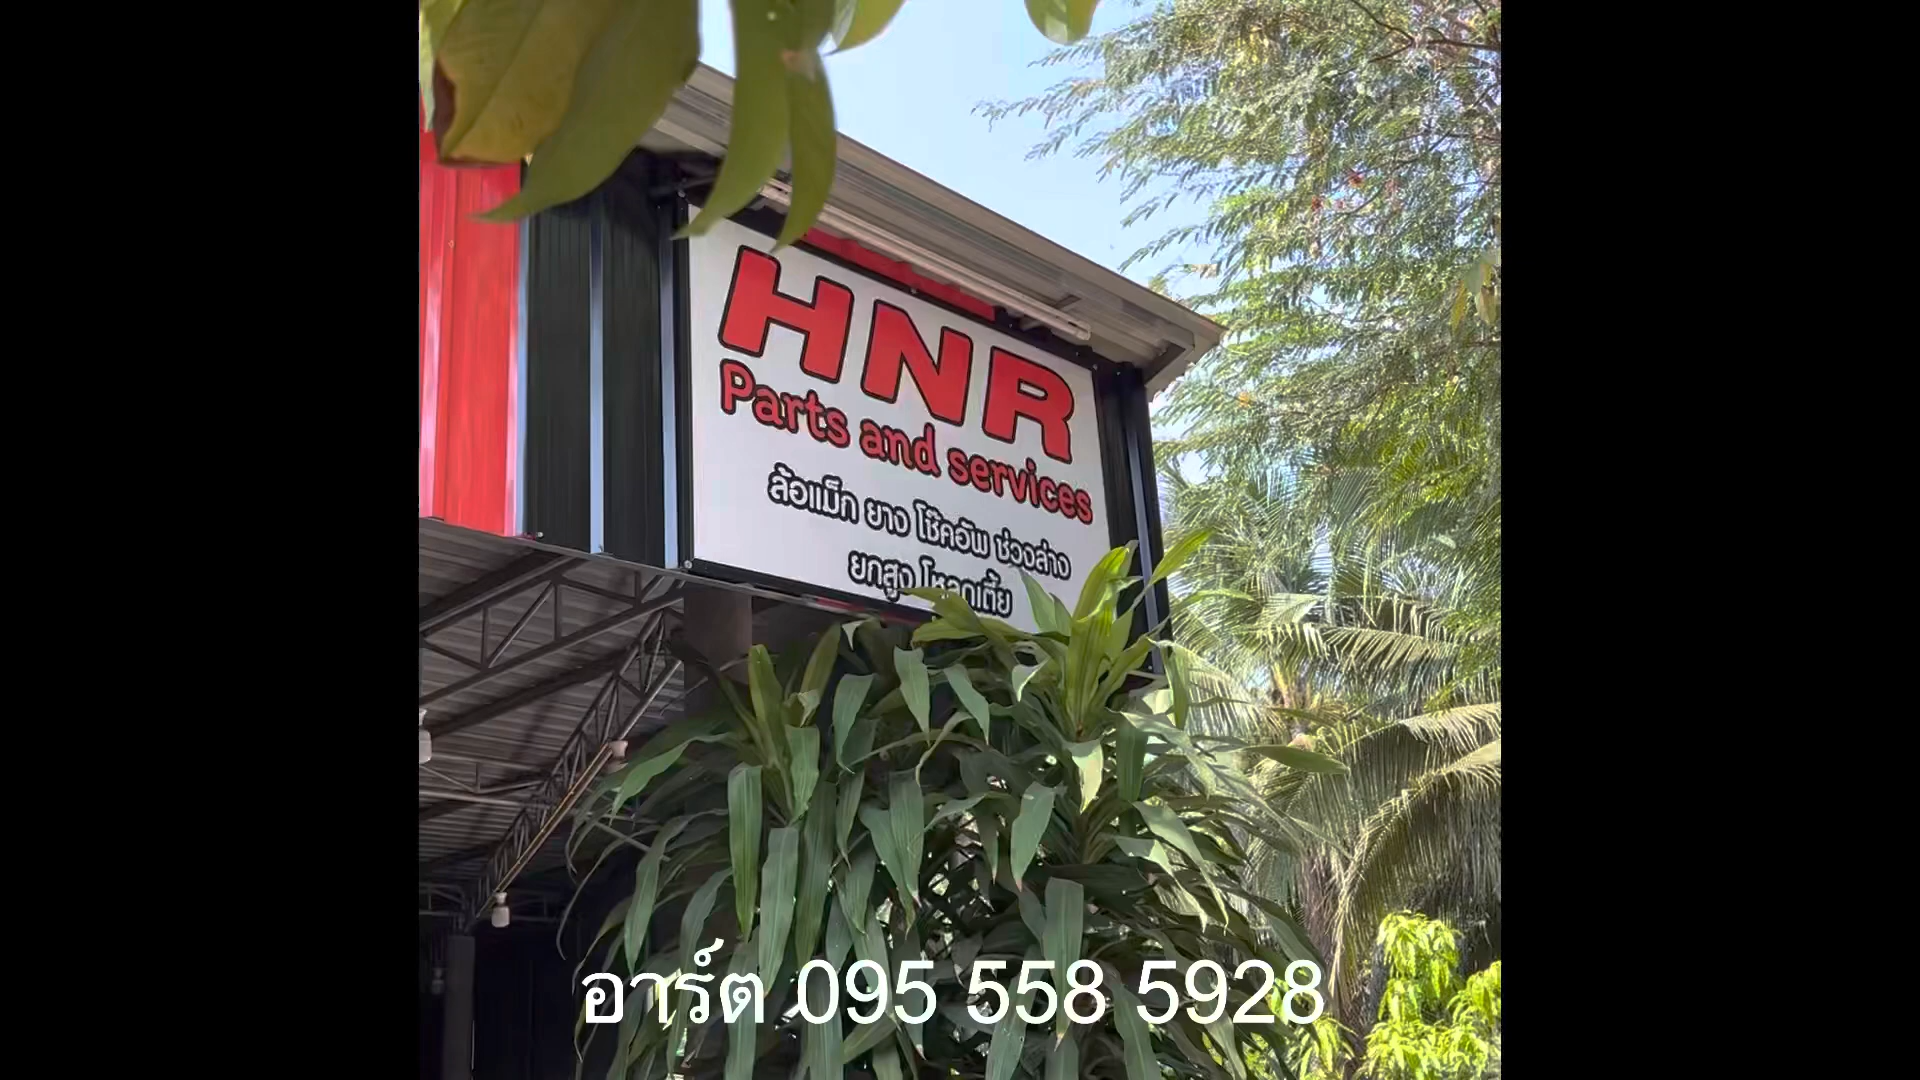 HNR
Parts and services
ล้อแม็ก ยาง โช๊คอัพ ช่วงล่าง
ยกสูง โหลดเตี้ย
อาร์ต 095 558 5928